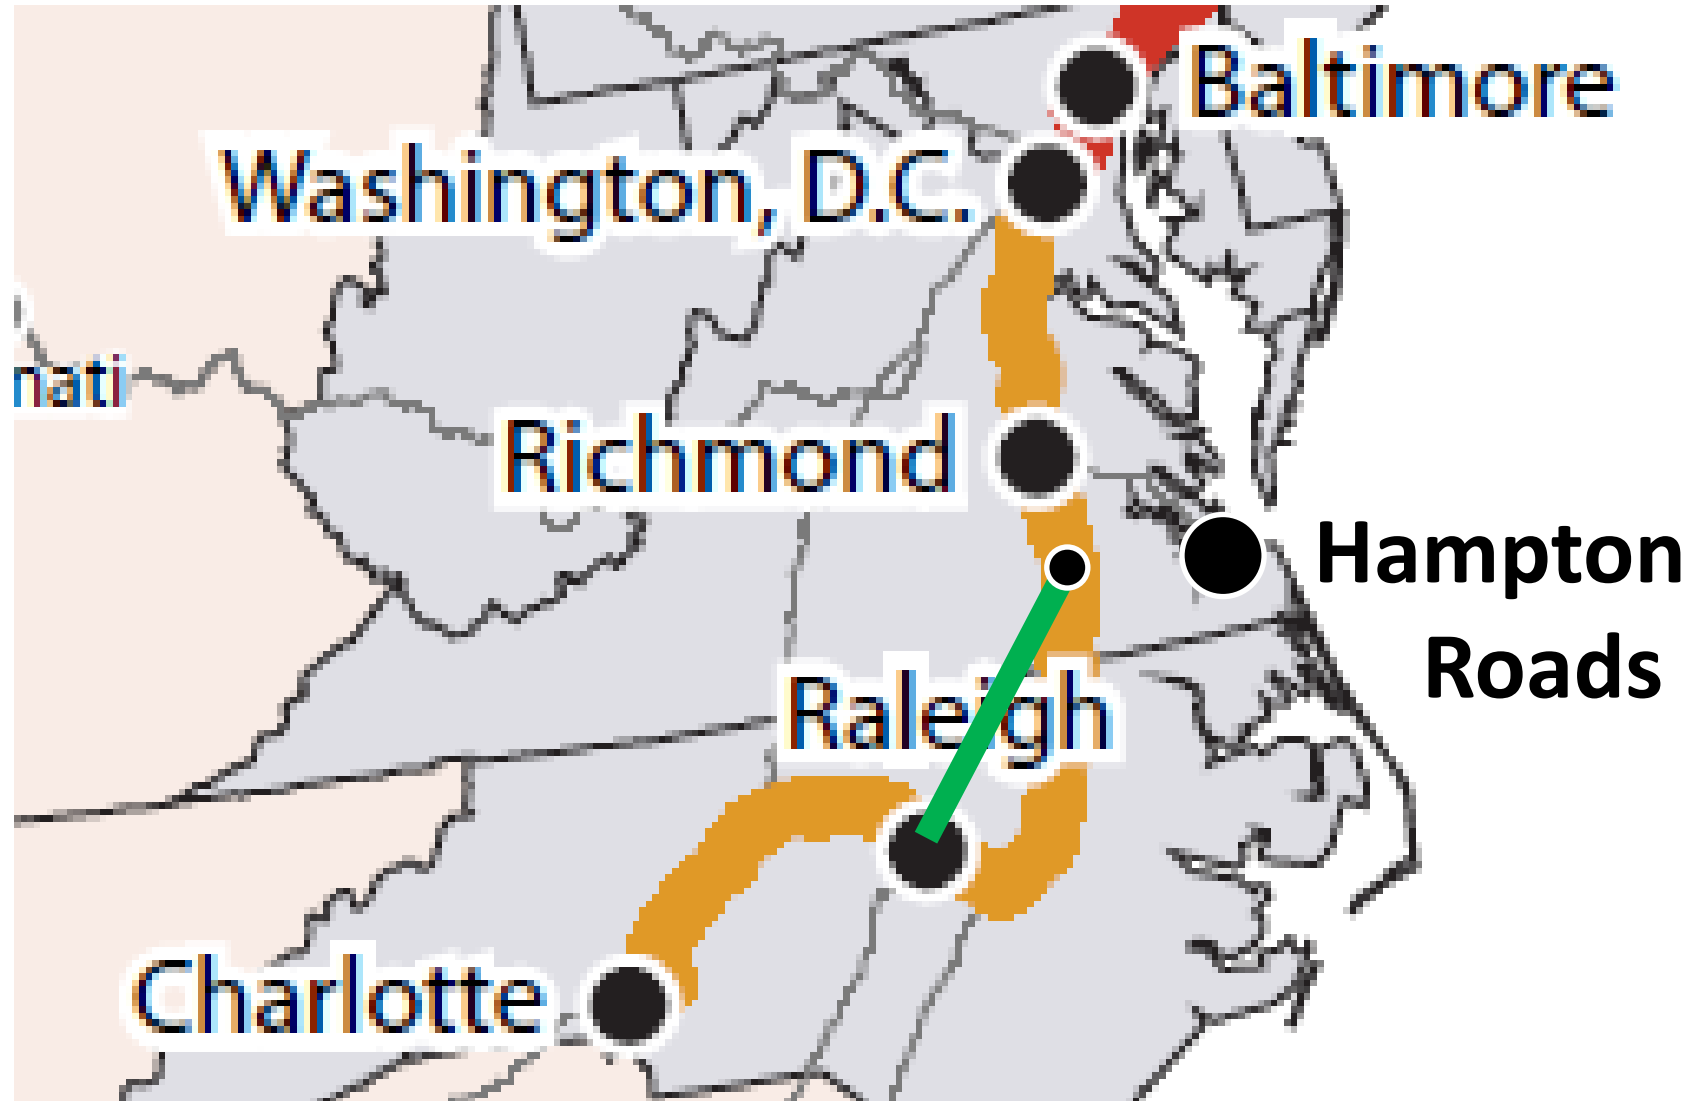 Baltimore
Washington, D.C.
nati
Richmond
Hampton
Roads
Raleigh
Charlotte